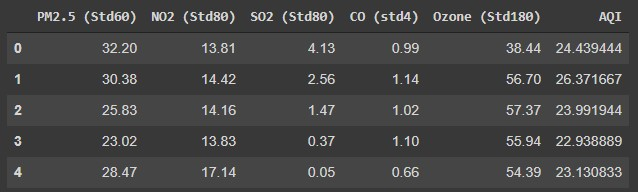 PM2.5 (Std60) NO2 (Std80) SO2 (Std80) CO (std4) Ozone (Std180) AQI
0 32.20 13.81 4.13 0.99 38.44 24.439444
1 30.38 14.42 2.56 1.14 56.70 26.371667
2 25.83 14.16 1.47 1.02 57.37 23.991944
3 23.02 13.83 0.37 1.10 55.94 22.938889
4 28.47 17.14 0.05 0.66 54.39 23.130833